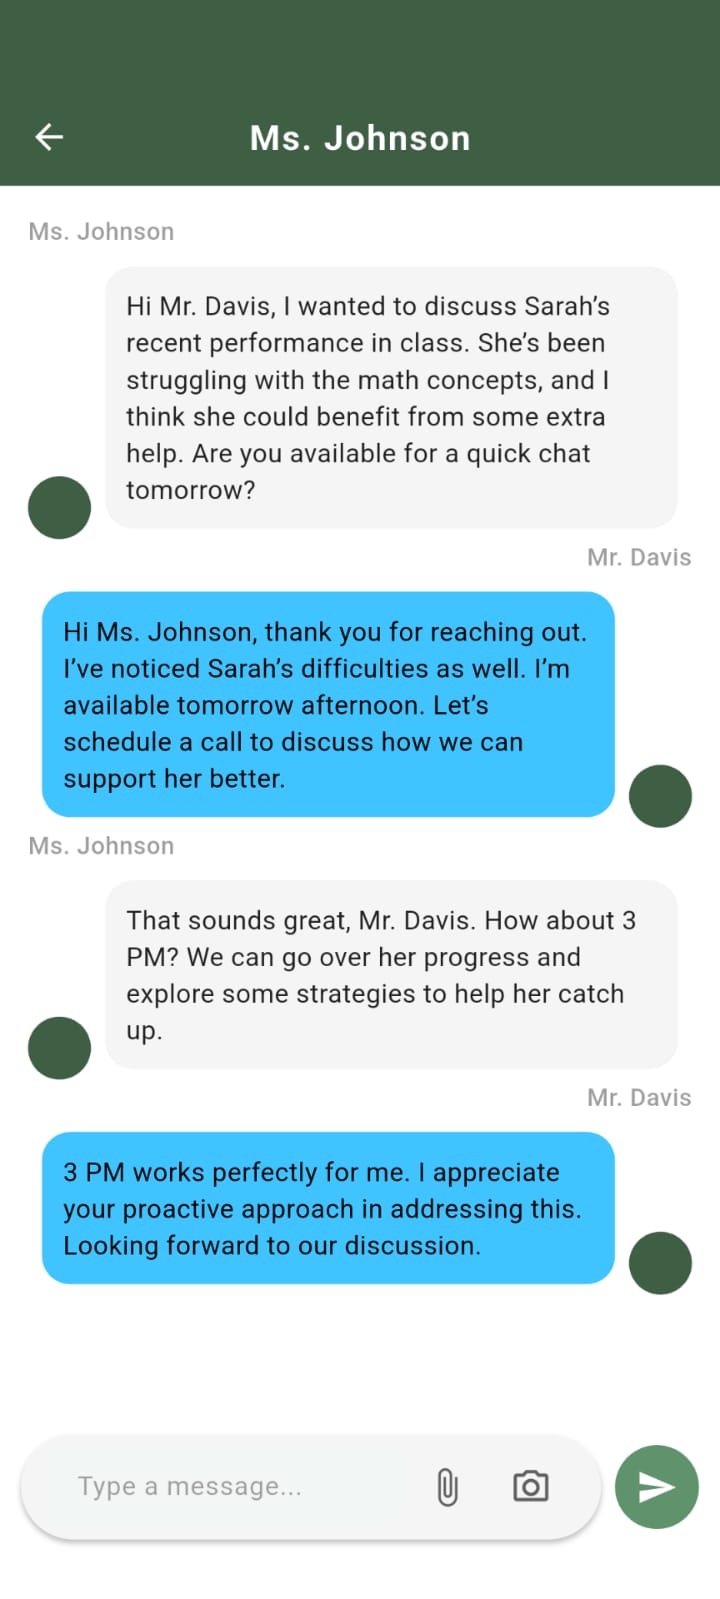 Ms. Johnson
Ms. Johnson
Hi Mr. Davis, I wanted to discuss Sarah’s
recent performance in class. She’s been
struggling with the math concepts, and I
think she could benefit from some extra
help. Are you available for a quick chat
tomorrow?
Mr. Davis
Hi Ms. Johnson, thank you for reaching out.
I’ve noticed Sarah’s difficulties as well. I’m
available tomorrow afternoon. Let’s
schedule a call to discuss how we can
support her better.
Ms. Johnson
That sounds great, Mr. Davis. How about 3
PM? We can go over her progress and
explore some strategies to help her catch
up.
Mr. Davis
3 PM works perfectly for me. I appreciate
your proactive approach in addressing this.
Looking forward to our discussion.
Type a message...